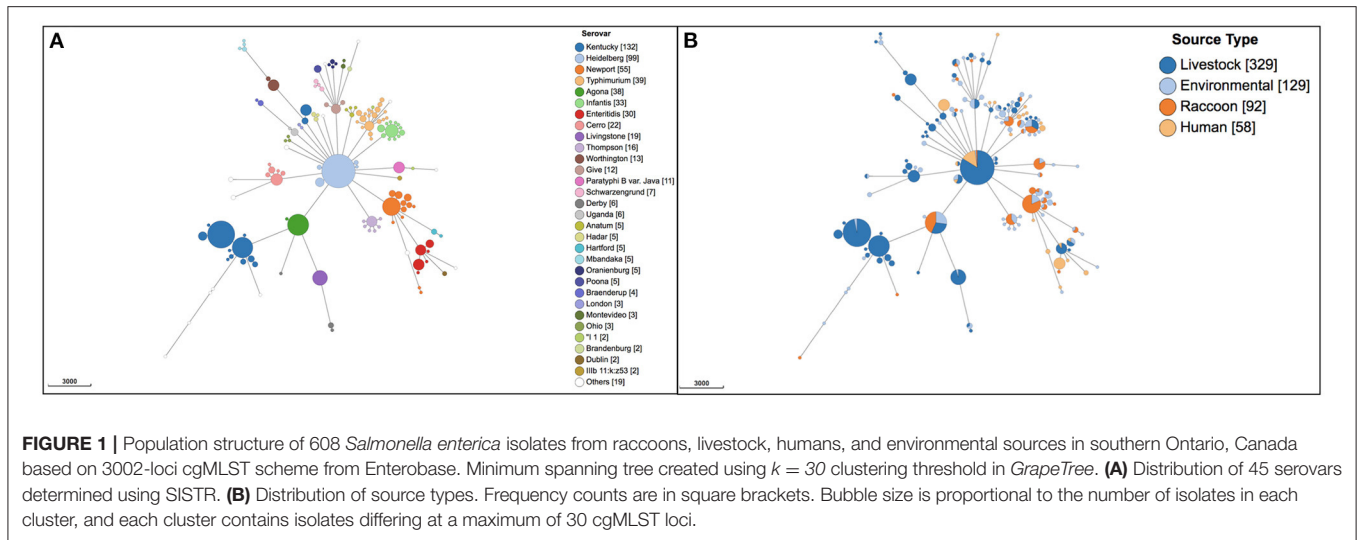 A
Serovar
Kentucky [132]
Heidelberg [99]
Newport [55]
Typhimurium [39]
Agona [38]
Infantis [33]
Enteritidis [30]
Cerro [22]
Livingstone [19]
Thompson [16]
Worthington [13]
Give [12]
Paratyphi B var. Java [11]
Schwarzengrund [7]
Derby [6]
Uganda [6]
Anatum [5]
Hadar [5]
Hartford [5]
Mbandaka [5]
Oranienburg [5]
Poona [5]
Braenderup [4]
London [3]
Montevideo [3]
Ohio [3]
"I 1 [2]
Brandenburg [2]
Dublin [2]
IIIb 11:k:z53 [2]
Others [19]
3000
B
Source Type
Livestock [329]
Environmental [129]
Raccoon [92]
Human [58]
3000
FIGURE 1 | Population structure of 608 Salmonella enterica isolates from raccoons, livestock, humans, and environmental sources in southern Ontario, Canada
based on 3002-loci cgMLST scheme from Enterobase. Minimum spanning tree created using k = 30 clustering threshold in GrapeTree. (A) Distribution of 45 serovars
determined using SISTR. (B) Distribution of source types. Frequency counts are in square brackets. Bubble size is proportional to the number of isolates in each
cluster, and each cluster contains isolates differing at a maximum of 30 cgMLST loci.